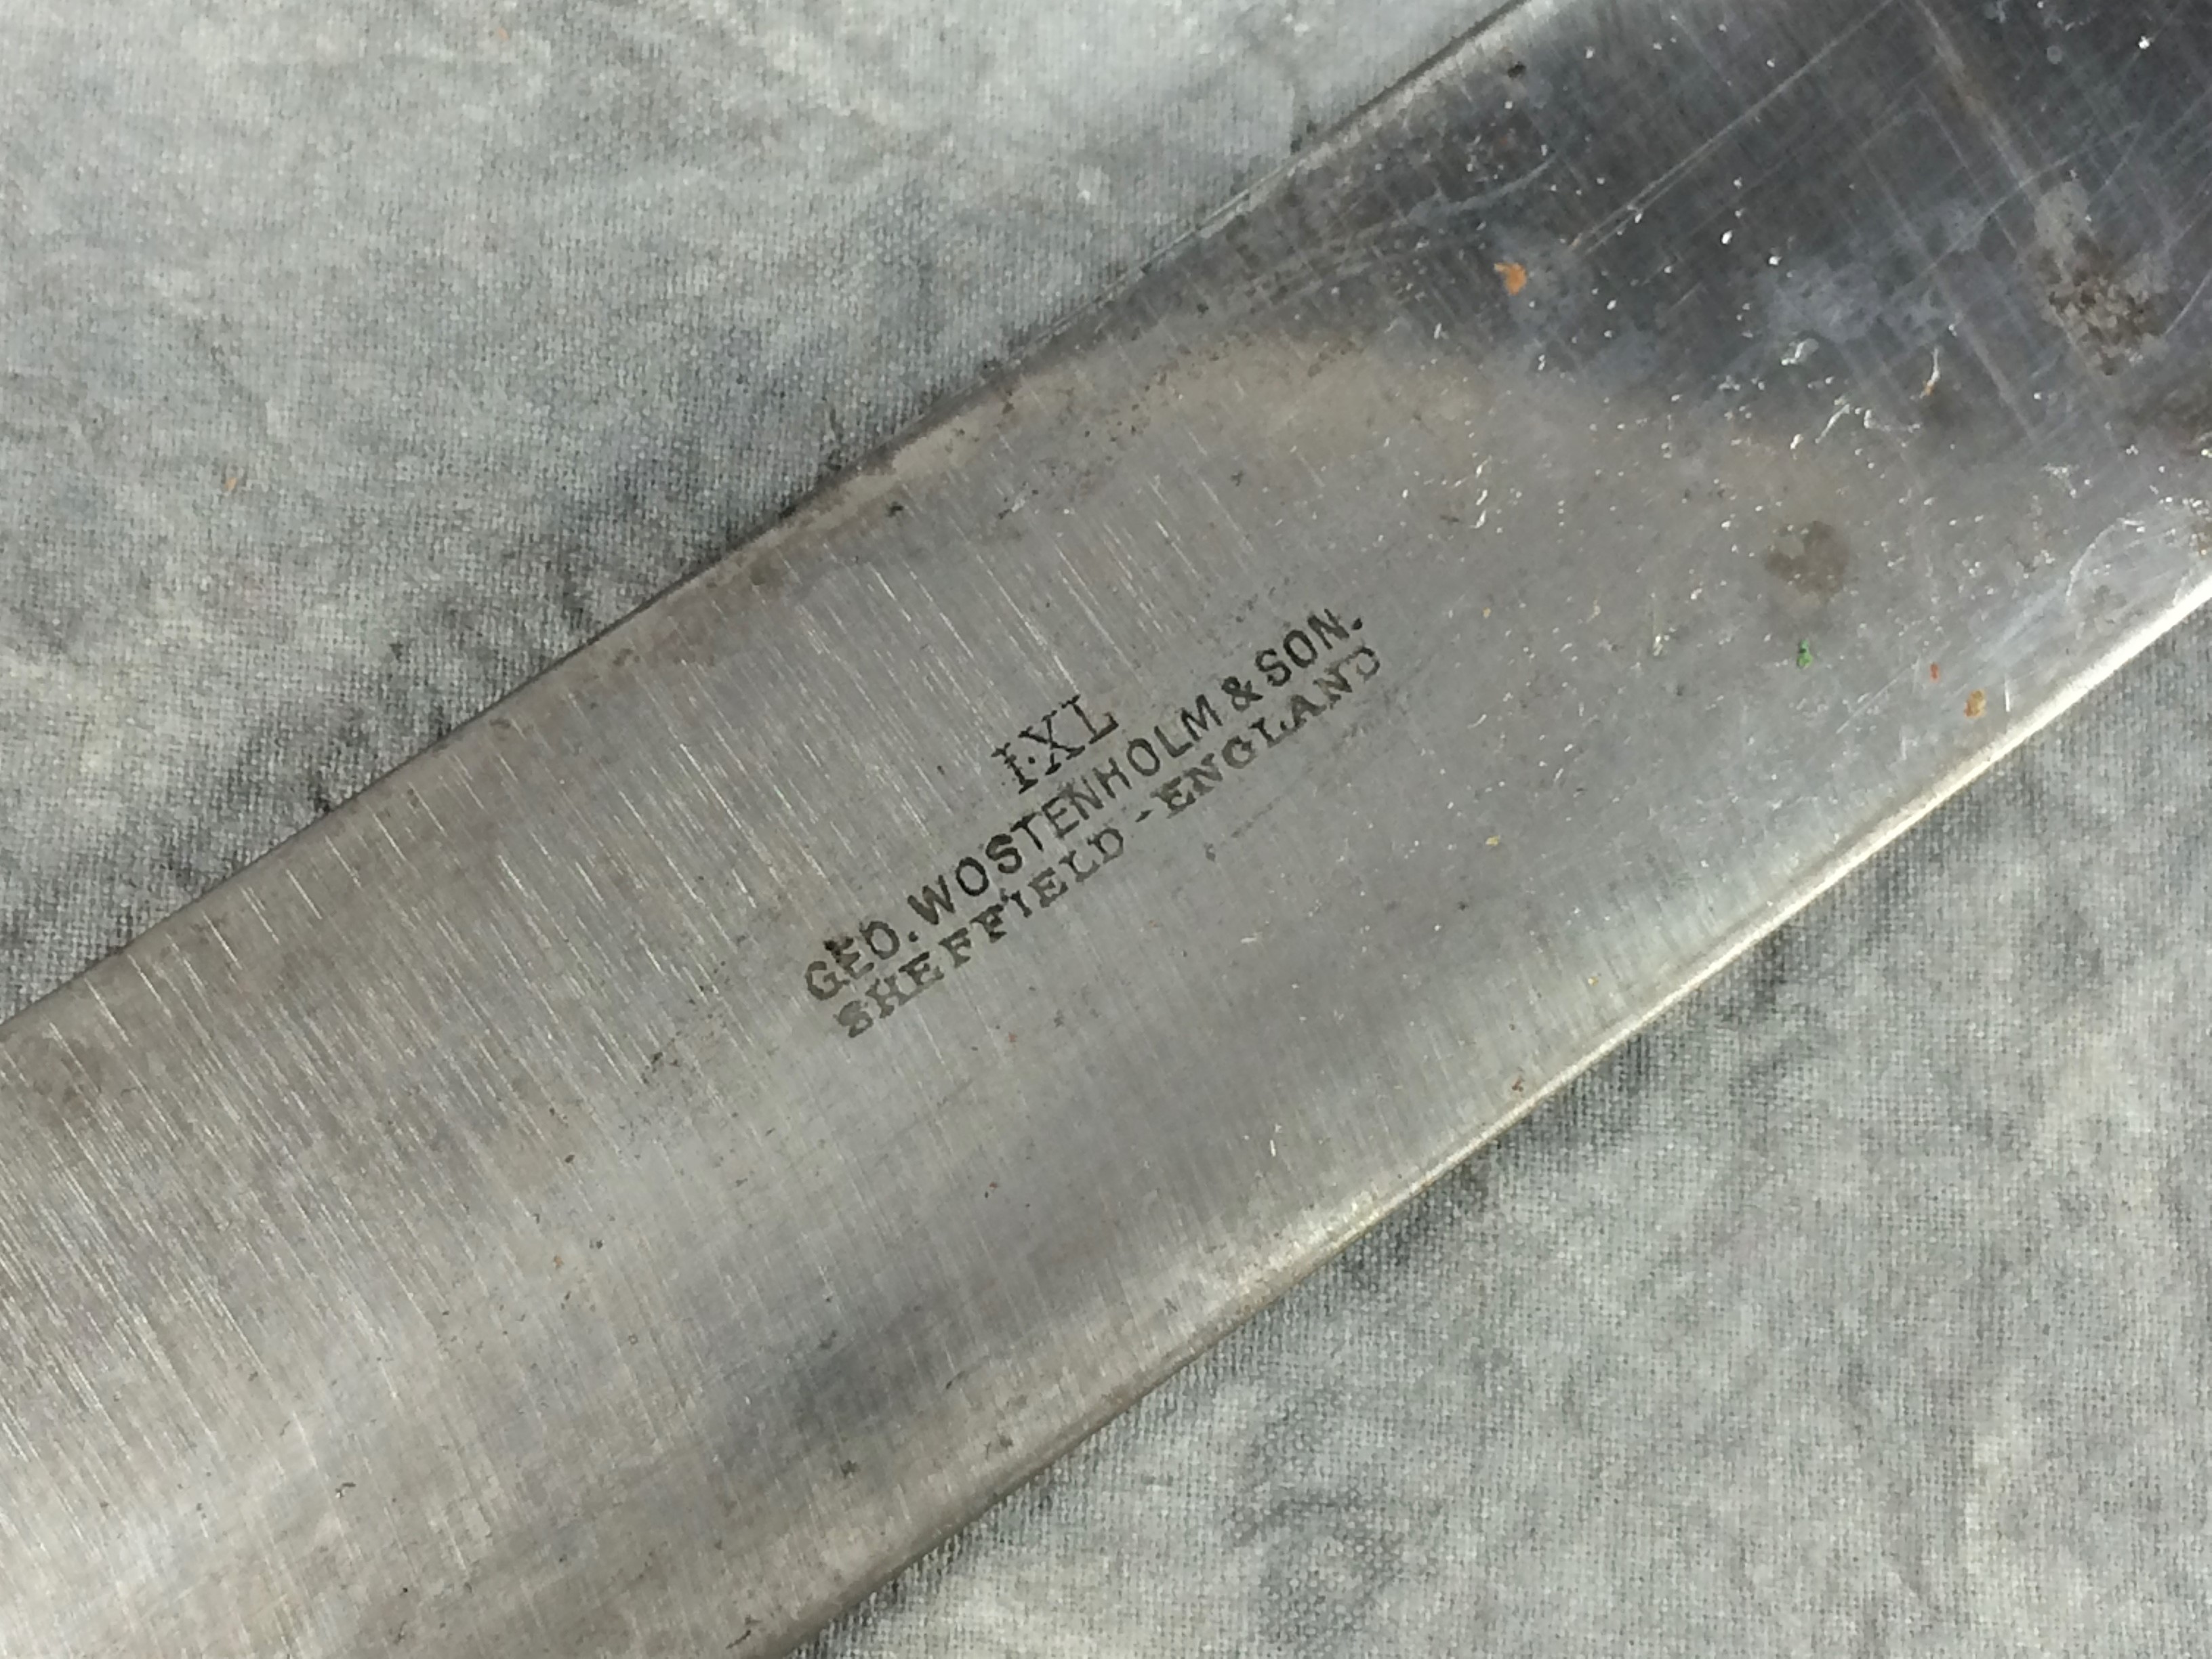 I·XL
GEO. WOSTENHOLM & SON.
SHEFFIELD - ENGLAND